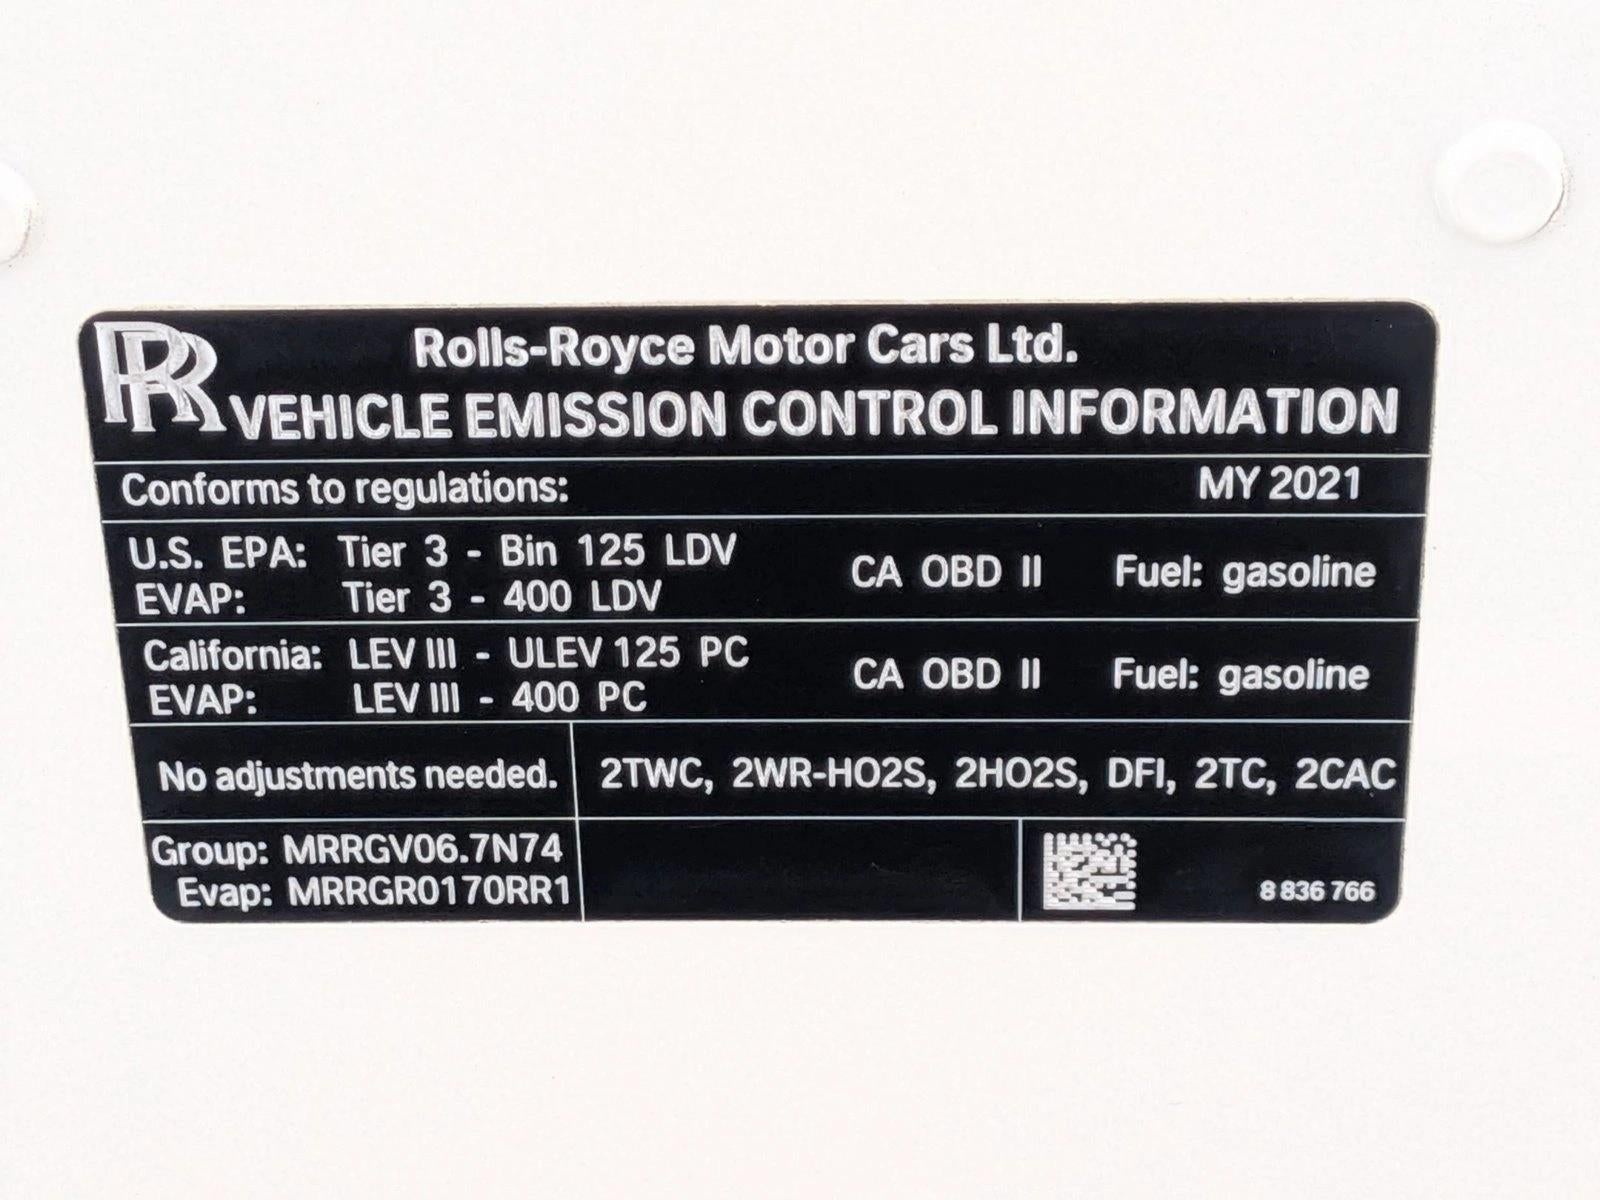 RR
Rolls-Royce Motor Cars Ltd.
VEHICLE EMISSION CONTROL INFORMATION
Conforms to regulations: MY 2021
U.S. EPA: Tier 3 - Bin 125 LDV CA OBD II Fuel: gasoline
EVAP: Tier 3 - 400 LDV
California: LEV III - ULEV 125 PC CA OBD II Fuel: gasoline
EVAP: LEV III - 400 PC
No adjustments needed. 2TWC, 2WR-HO2S, 2HO2S, DFI, 2TC, 2CAC
Group: MRRGV06.7N74
Evap: MRRGR0170RR1
8 836 766